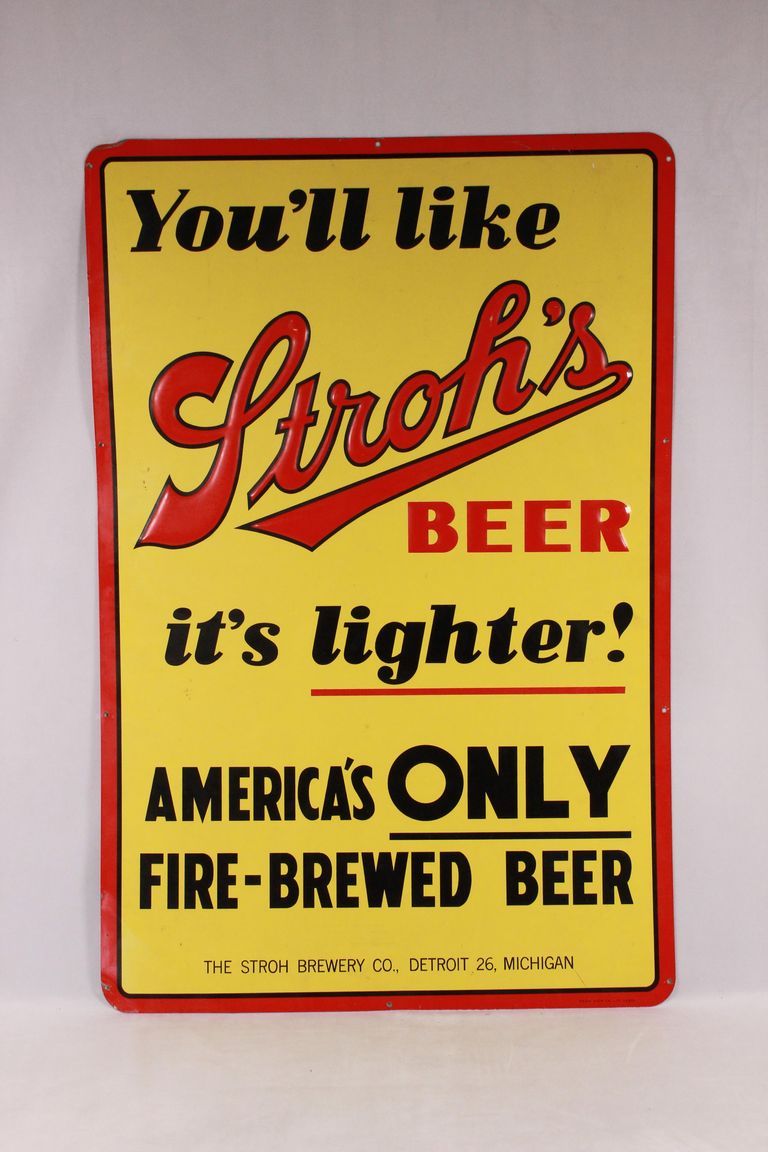 You'll like
Stroh's
BEER
it's lighter!
AMERICA'S ONLY
FIRE-BREWED BEER
THE STROH BREWERY CO., DETROIT 26, MICHIGAN